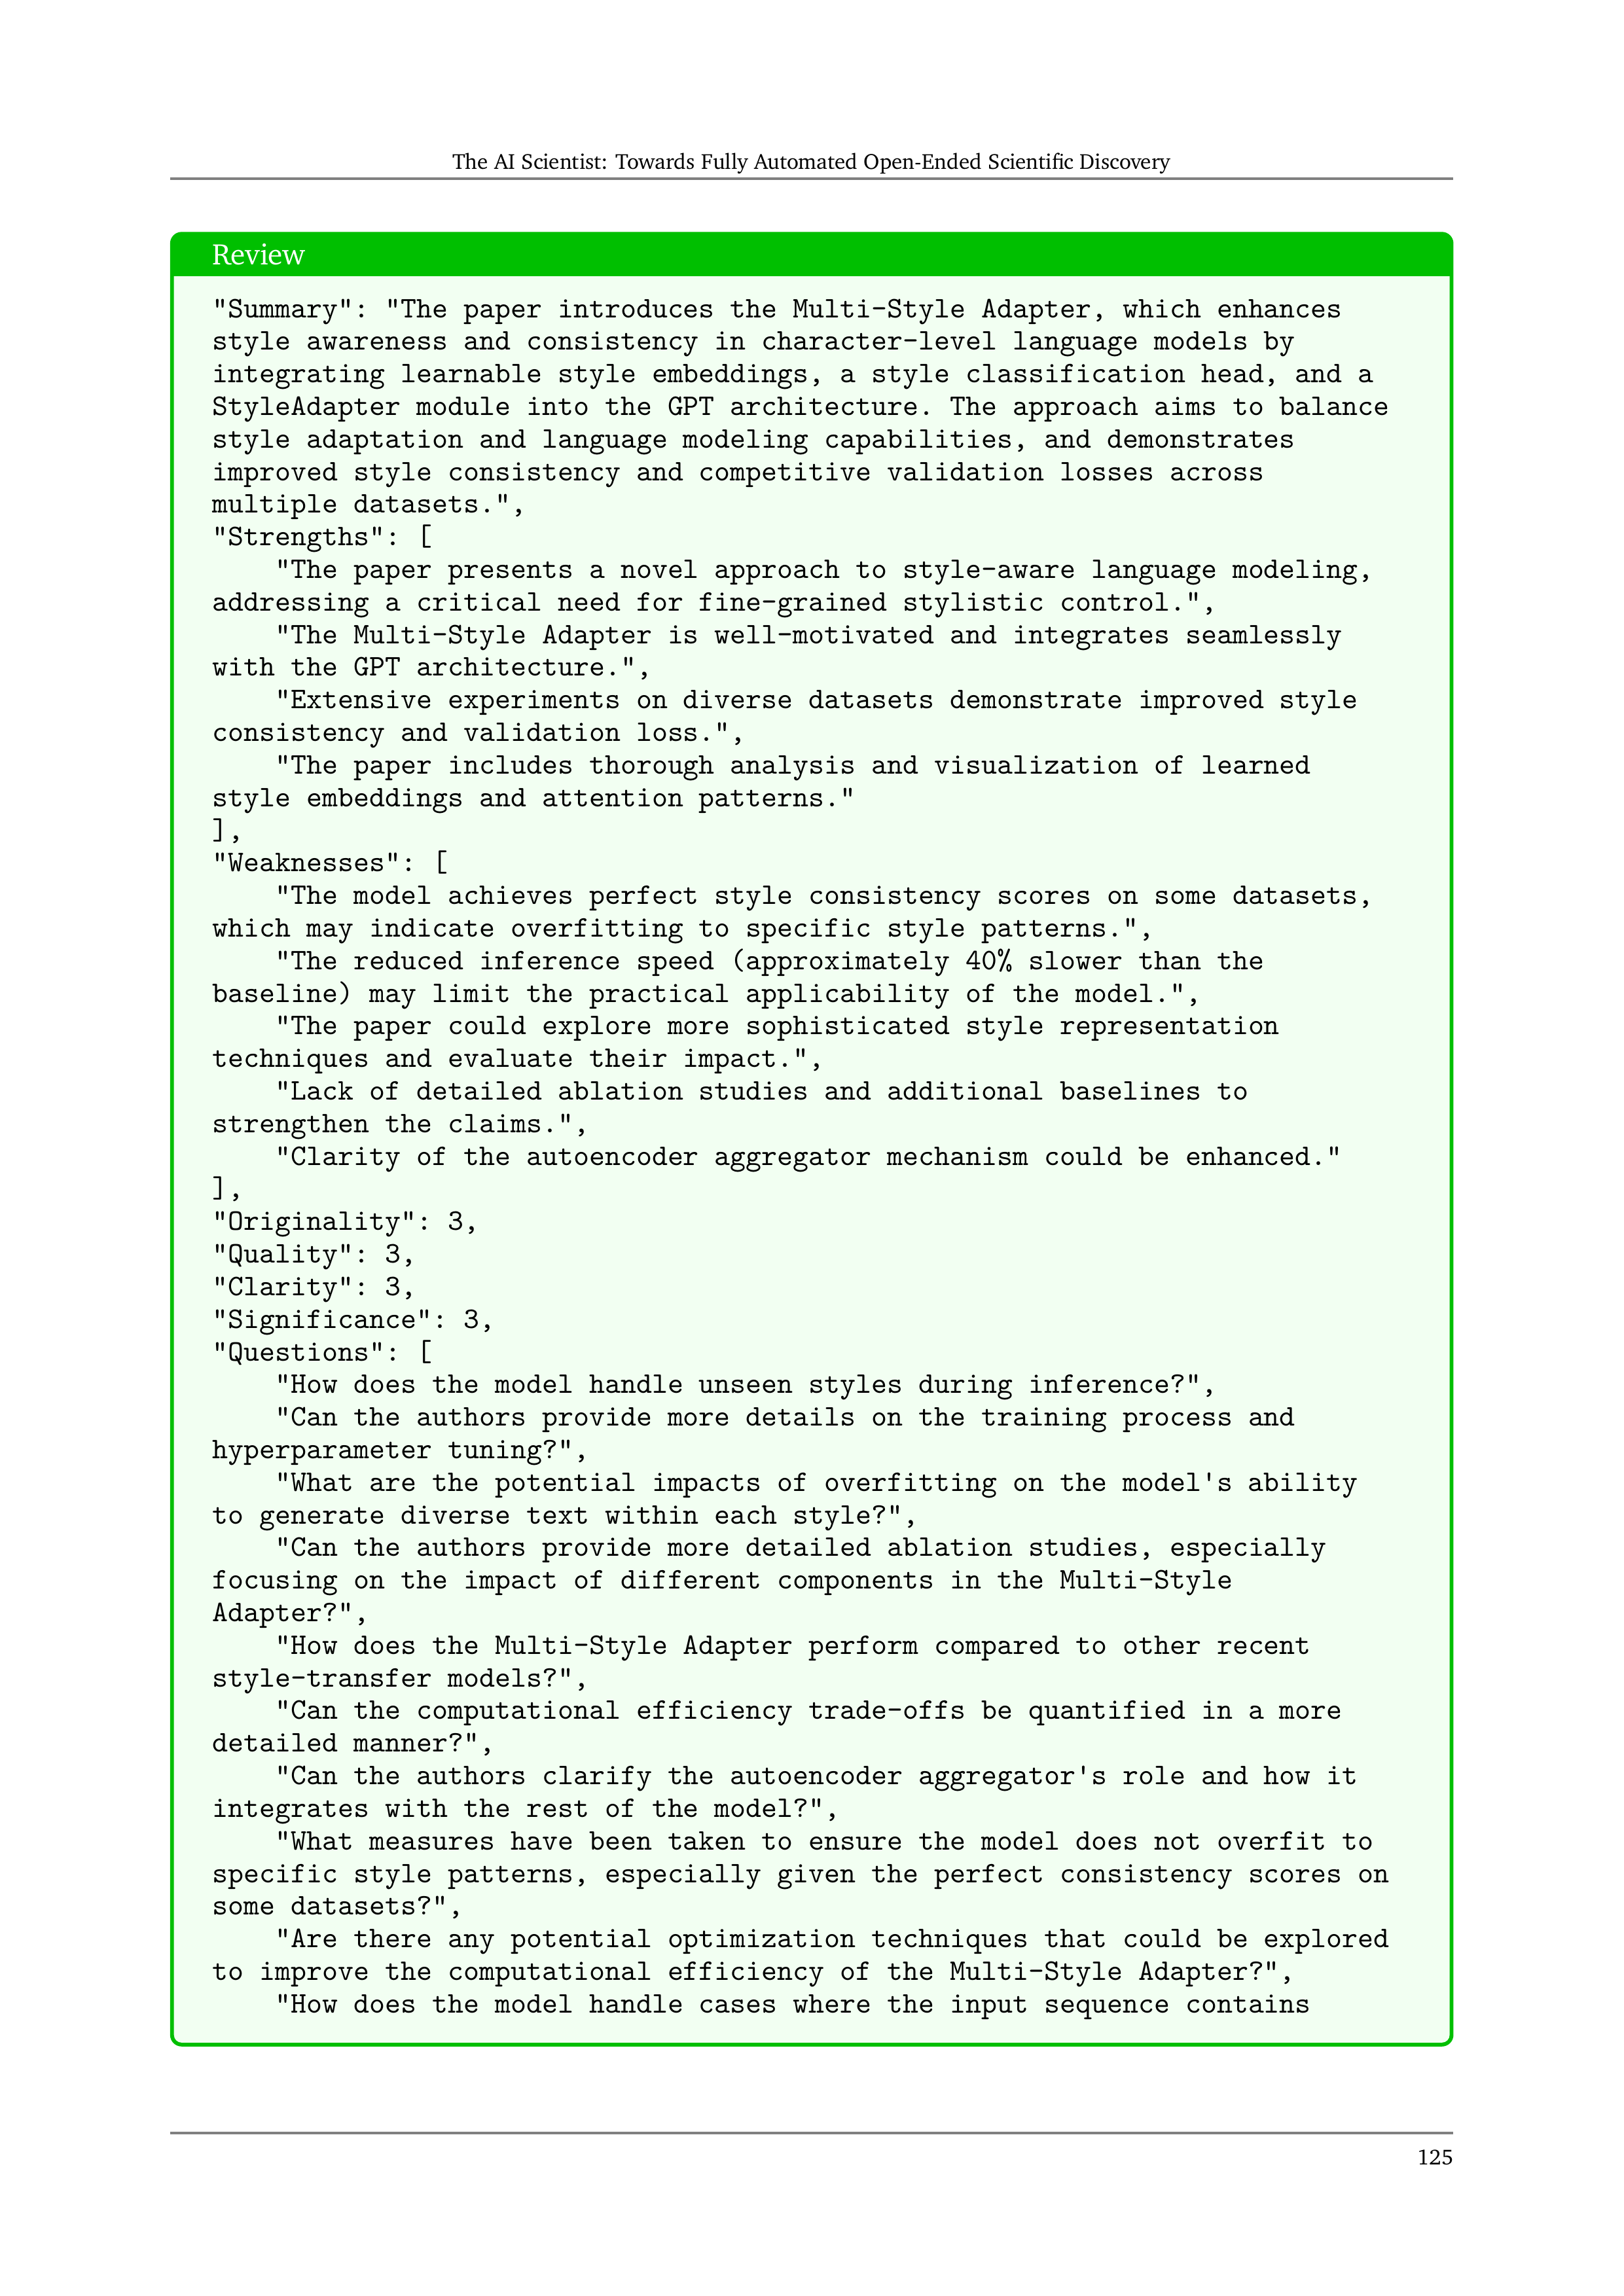 The AI Scientist: Towards Fully Automated Open-Ended Scientific Discovery
Review
"Summary": "The paper introduces the Multi-Style Adapter, which enhances
style awareness and consistency in character-level language models by
integrating learnable style embeddings, a style classification head, and a
StyleAdapter module into the GPT architecture. The approach aims to balance
style adaptation and language modeling capabilities, and demonstrates
improved style consistency and competitive validation losses across
multiple datasets.",
"Strengths": [
    "The paper presents a novel approach to style-aware language modeling,
addressing a critical need for fine-grained stylistic control.",
    "The Multi-Style Adapter is well-motivated and integrates seamlessly
with the GPT architecture.",
    "Extensive experiments on diverse datasets demonstrate improved style
consistency and validation loss.",
    "The paper includes thorough analysis and visualization of learned
style embeddings and attention patterns."
],
"Weaknesses": [
    "The model achieves perfect style consistency scores on some datasets,
which may indicate overfitting to specific style patterns.",
    "The reduced inference speed (approximately 40% slower than the
baseline) may limit the practical applicability of the model.",
    "The paper could explore more sophisticated style representation
techniques and evaluate their impact.",
    "Lack of detailed ablation studies and additional baselines to
strengthen the claims.",
    "Clarity of the autoencoder aggregator mechanism could be enhanced."
],
"Originality": 3,
"Quality": 3,
"Clarity": 3,
"Significance": 3,
"Questions": [
    "How does the model handle unseen styles during inference?",
    "Can the authors provide more details on the training process and
hyperparameter tuning?",
    "What are the potential impacts of overfitting on the model's ability
to generate diverse text within each style?",
    "Can the authors provide more detailed ablation studies, especially
focusing on the impact of different components in the Multi-Style
Adapter?",
    "How does the Multi-Style Adapter perform compared to other recent
style-transfer models?",
    "Can the computational efficiency trade-offs be quantified in a more
detailed manner?",
    "Can the authors clarify the autoencoder aggregator's role and how it
integrates with the rest of the model?",
    "What measures have been taken to ensure the model does not overfit to
specific style patterns, especially given the perfect consistency scores on
some datasets?",
    "Are there any potential optimization techniques that could be explored
to improve the computational efficiency of the Multi-Style Adapter?",
    "How does the model handle cases where the input sequence contains
125